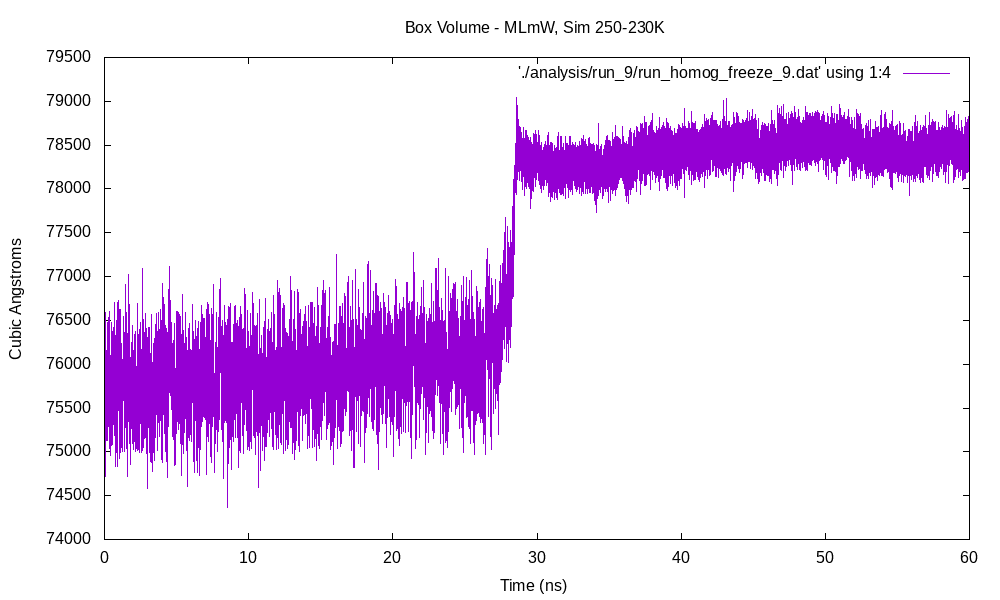 Box Volume - MLmW, Sim 250-230K
'./analysis/run_9/run_homog_freeze_9.dat' using 1:4
79500
79000
78500
78000
77500
77000
76500
76000
75500
75000
74500
74000
Cubic Angstroms
0 10 20 30 40 50 60
Time (ns)